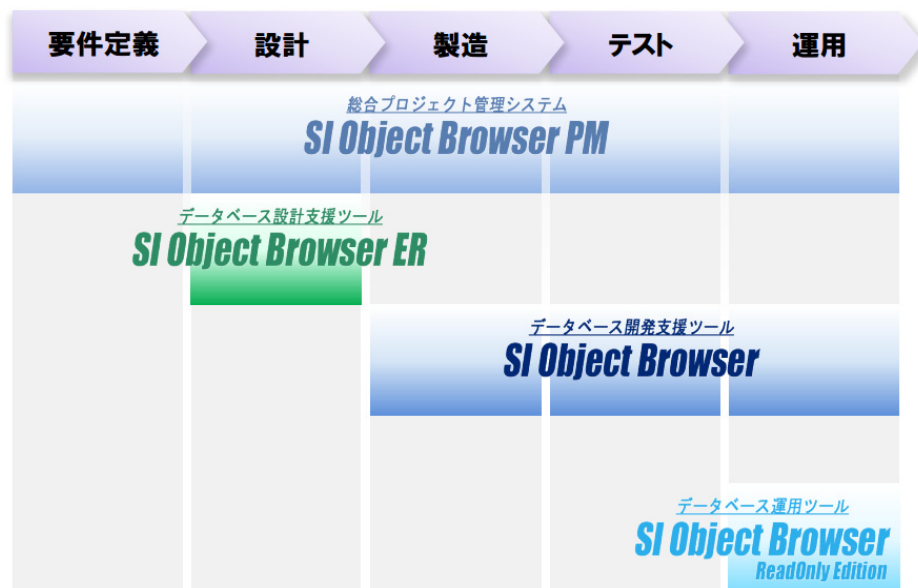 要件定義
設計
製造
テスト
運用
総合プロジェクト管理システム
SI Object Browser PM
データベース設計支援ツール
SI Object Browser ER
データベース開発支援ツール
SI Object Browser
データベース運用ツール
SI Object Browser
ReadOnly Edition